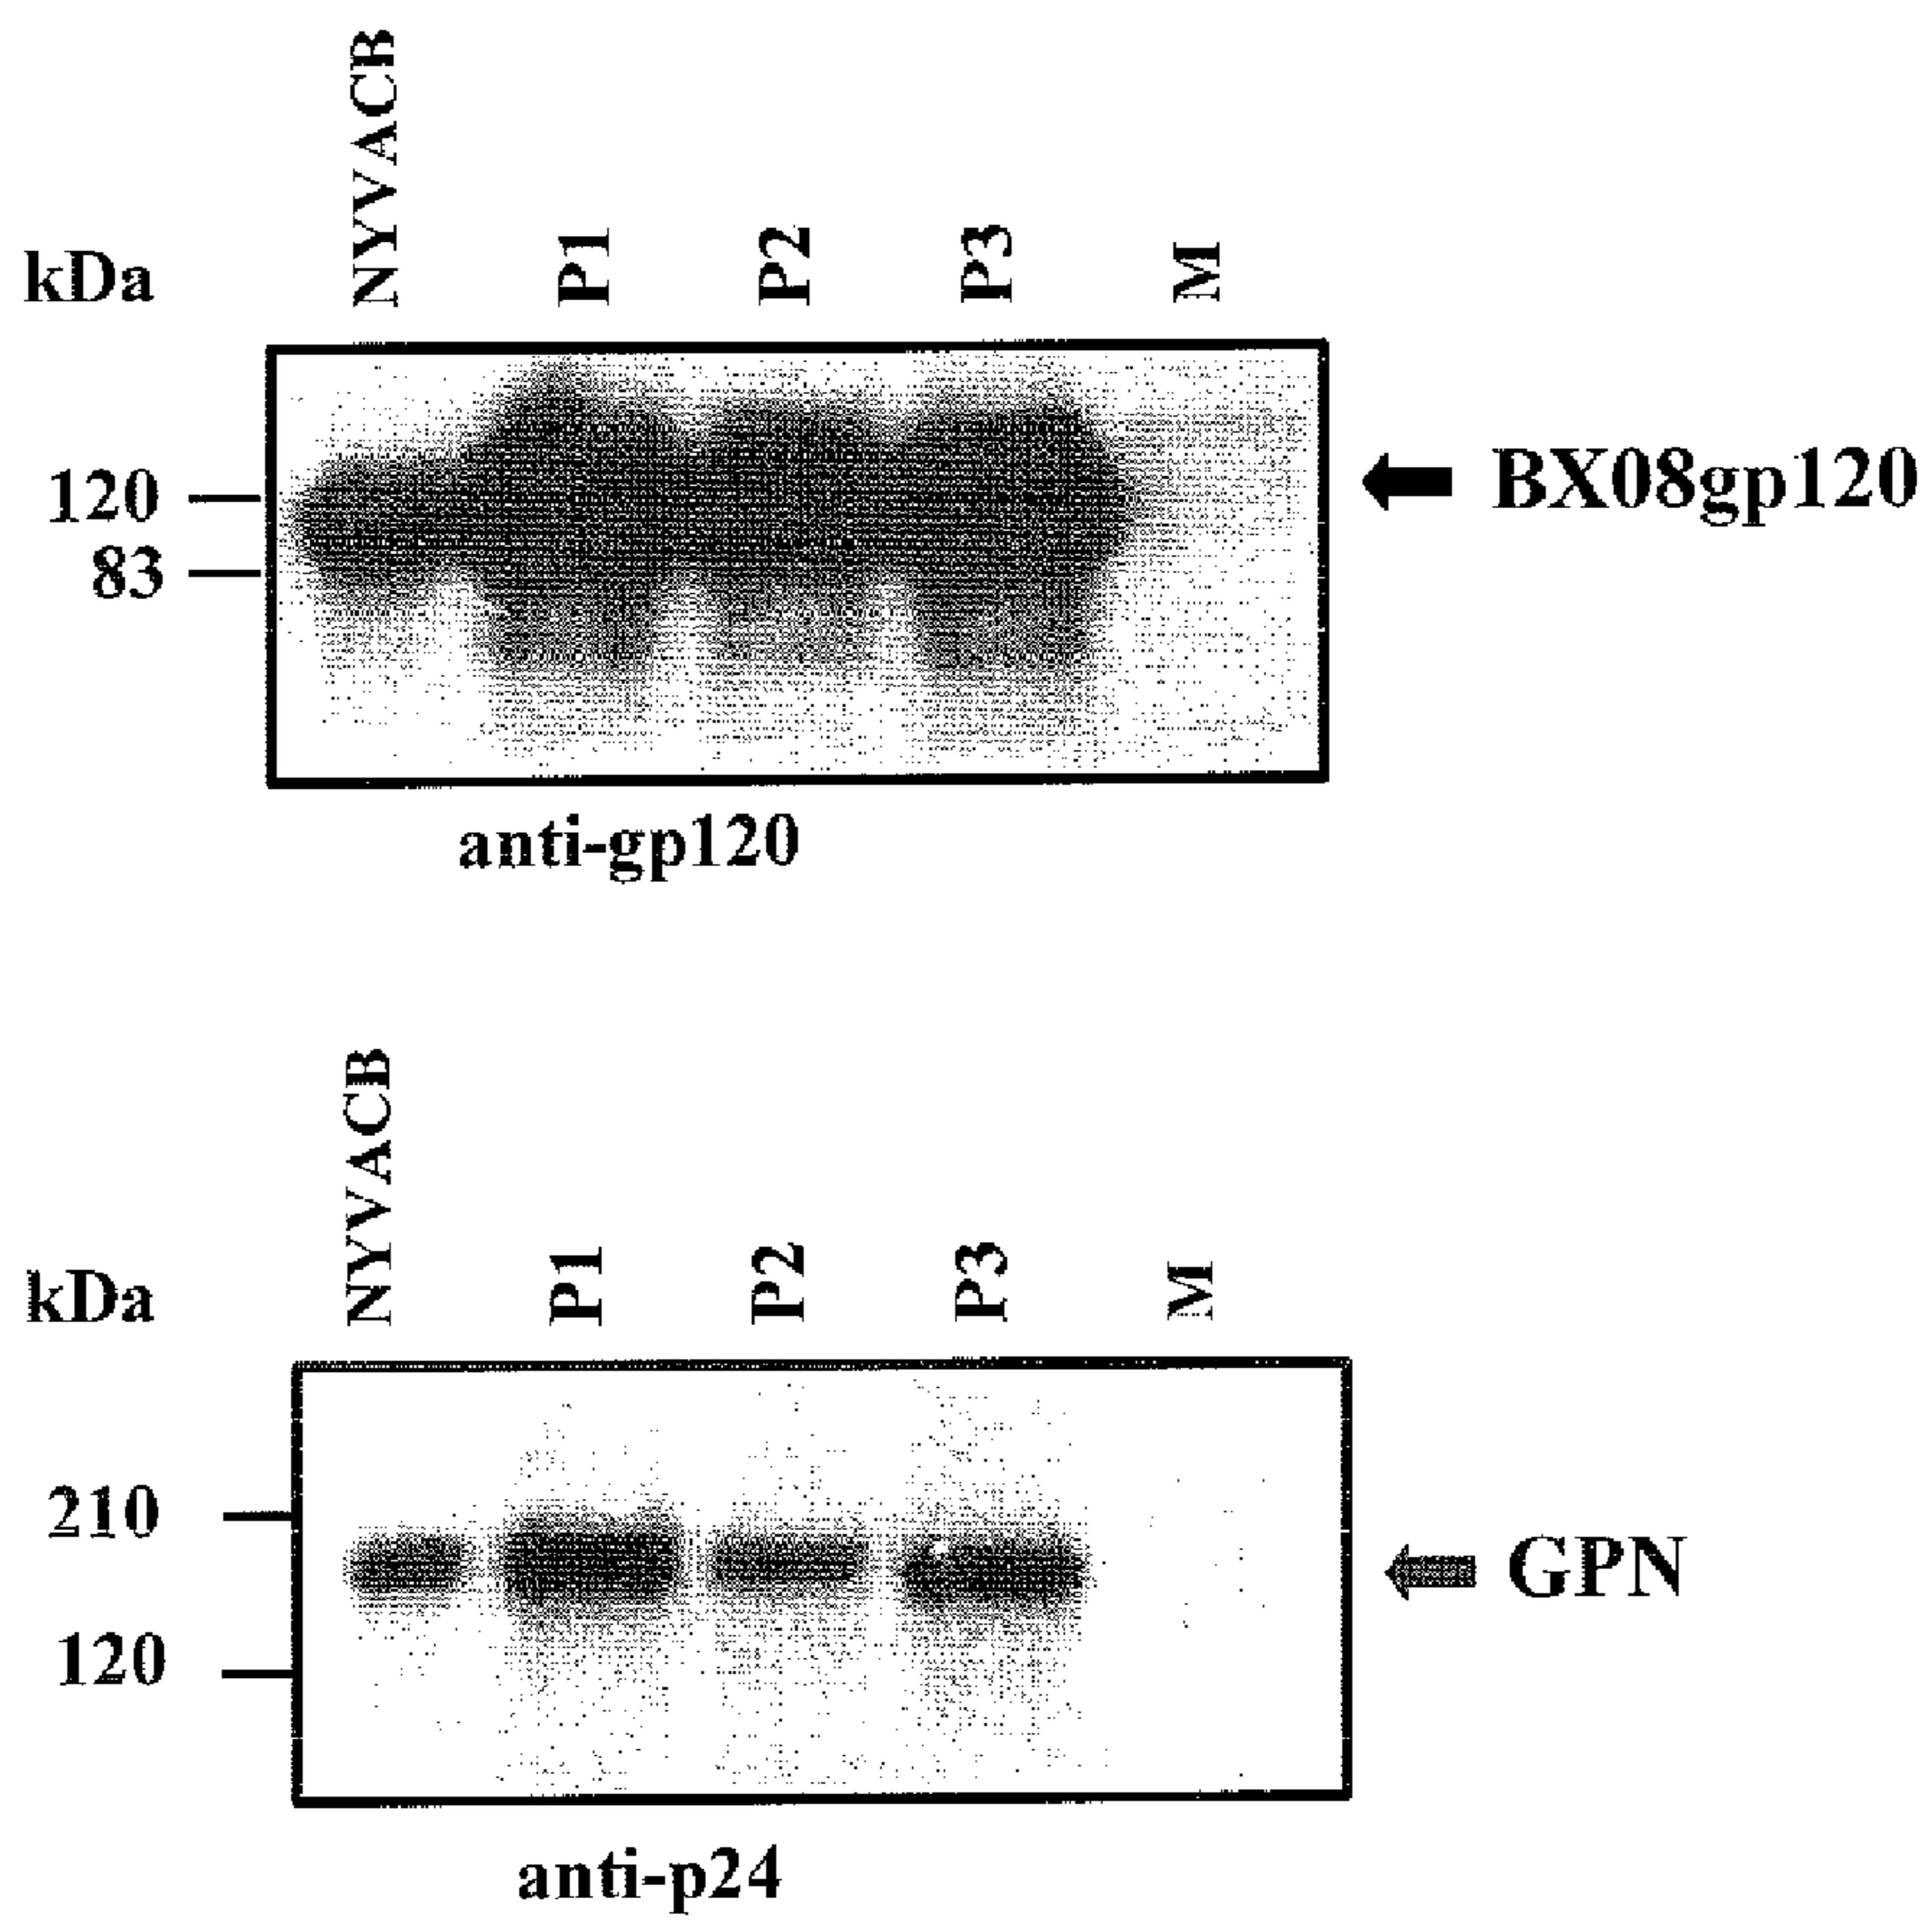 kDa NYVACB P1 P2 P3 M
120
83
BX08gp120
anti-gp120
kDa NYVACB P1 P2 P3 M
210
120
GPN
anti-p24